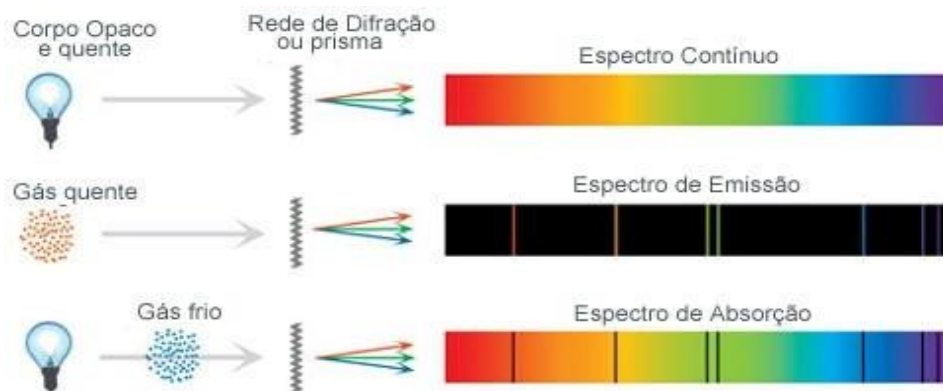 Corpo Opaco
e quente
Rede de Difração
ou prisma
Espectro Contínuo
Gás quente
Espectro de Emissão
Gás frio
Espectro de Absorção